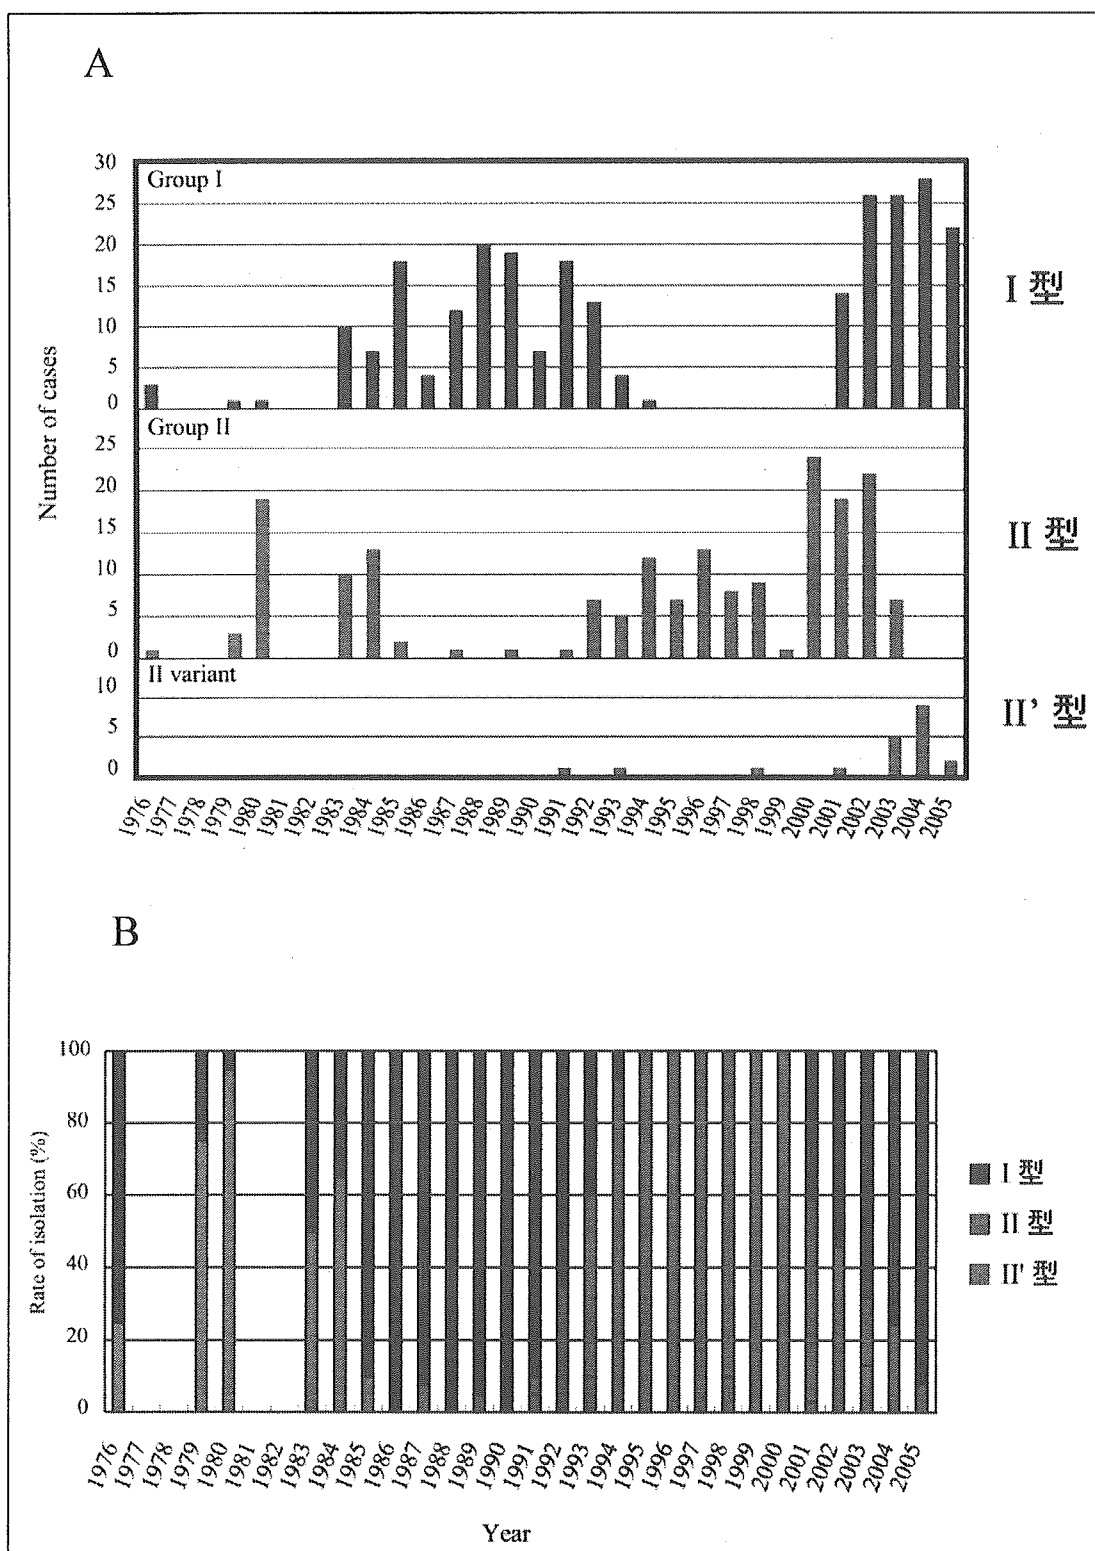 A
Number of cases
30
25
20
15
10
5
0
Group I
I 型
25
20
15
10
5
0
Group II
II 型
10
5
0
II variant
II’ 型
1976 1977 1978 1979 1980 1981 1982 1983 1984 1985 1986 1987 1988 1989 1990 1991 1992 1993 1994 1995 1996 1997 1998 1999 2000 2001 2002 2003 2004 2005
B
Rate of isolation (%)
100
80
60
40
20
0
I 型
II 型
II' 型
1976 1977 1978 1979 1980 1981 1982 1983 1984 1985 1986 1987 1988 1989 1990 1991 1992 1993 1994 1995 1996 1997 1998 1999 2000 2001 2002 2003 2004 2005
Year